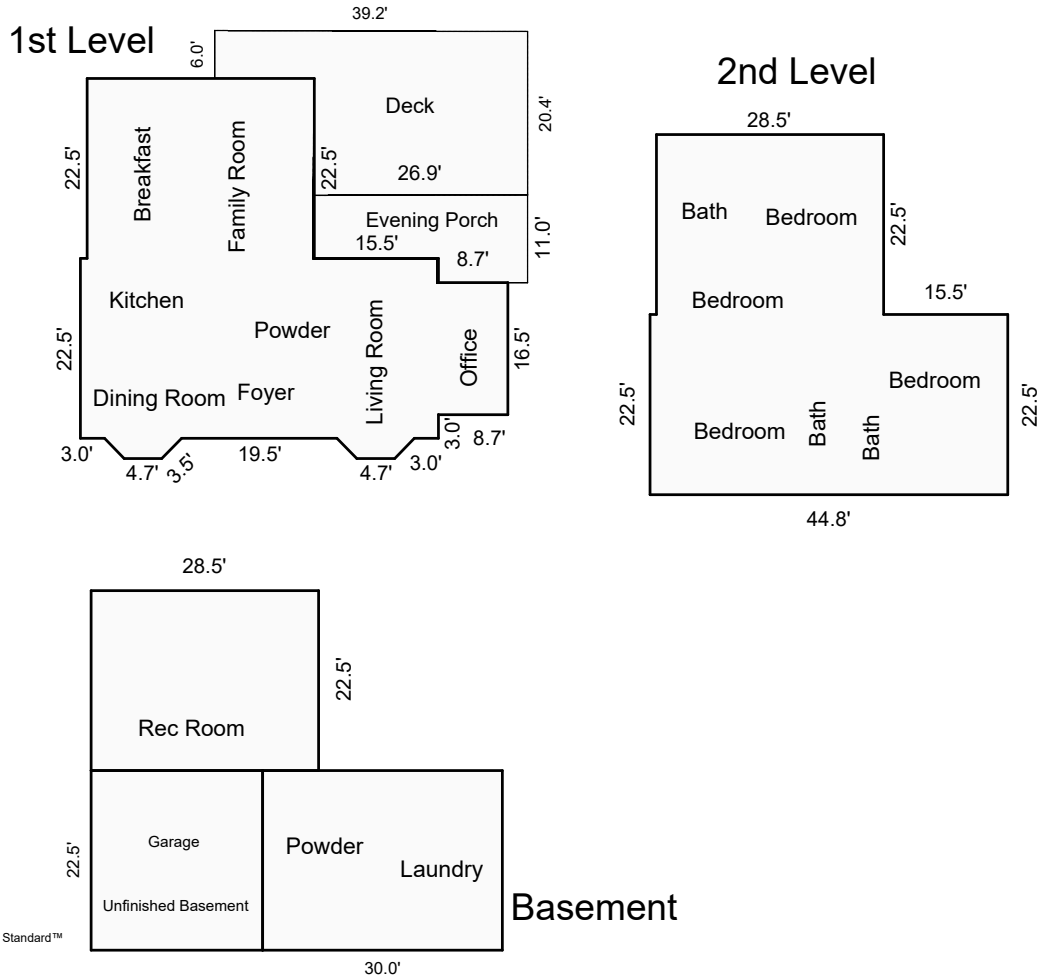 39.2'
1st Level
6.0'
Deck
20.4'
Breakfast
Family Room
22.5'
22.5'
26.9'
Evening Porch
15.5'
8.7'
11.0'
Kitchen
Powder
Living Room
Office
22.5'
16.5'
Dining Room
Foyer
3.0'
4.7'
3.5'
19.5'
4.7'
3.0'
3.0'
8.7'
2nd Level
28.5'
Bath
Bedroom
22.5'
Bedroom
15.5'
Bedroom
22.5'
Bedroom
Bath
Bath
22.5'
44.8'
28.5'
22.5'
Rec Room
22.5'
Garage
Powder
Laundry
Unfinished Basement
Basement
Standard™
30.0'